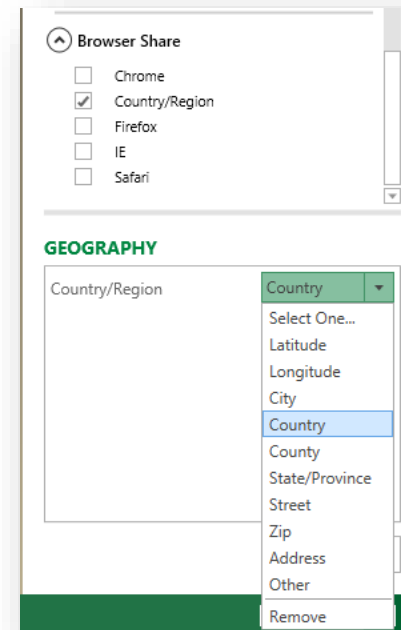 Browser Share
Chrome
Country/Region
Firefox
IE
Safari
GEOGRAPHY
Country/Region Country
Select One...
Latitude
Longitude
City
Country
County
State/Province
Street
Zip
Address
Other
Remove